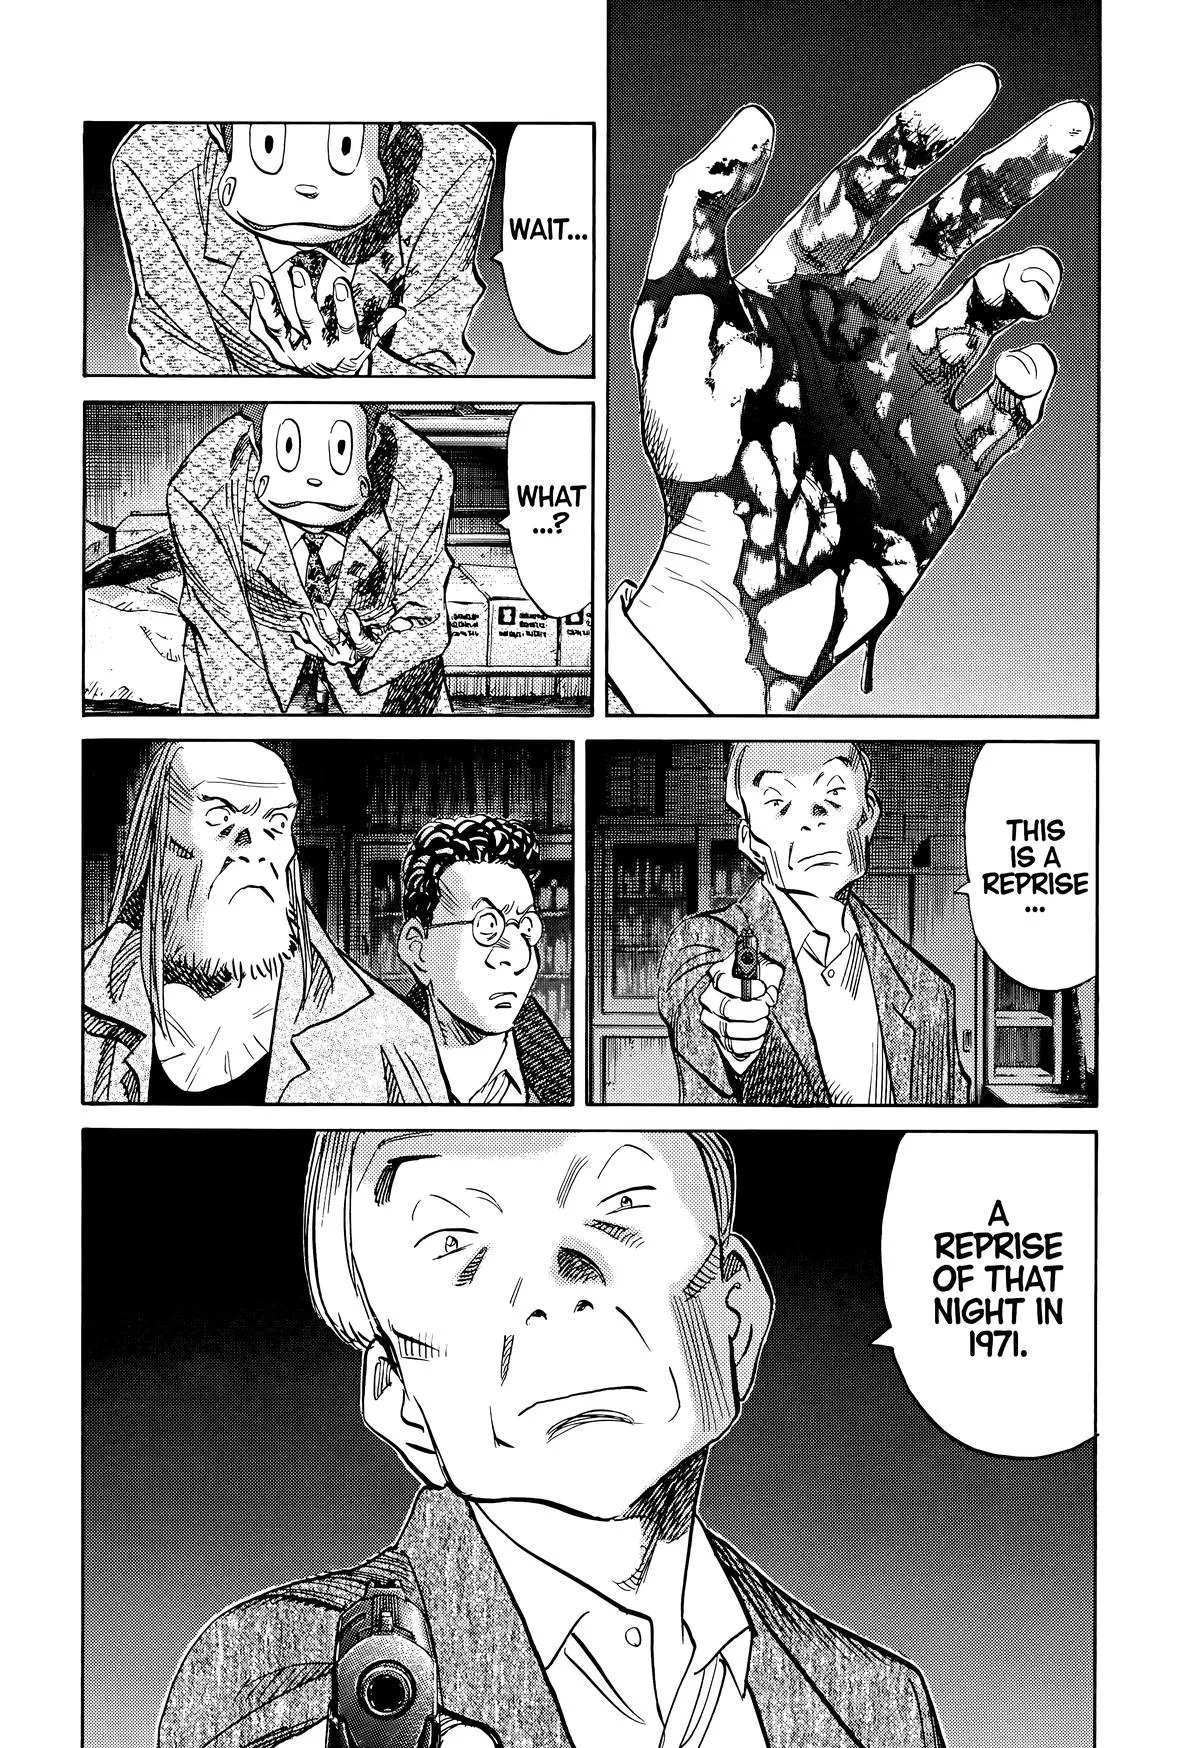 WAIT...
WHAT
...?
THIS
IS A
REPRISE
...
A
REPRISE
OF THAT
NIGHT IN
1971.